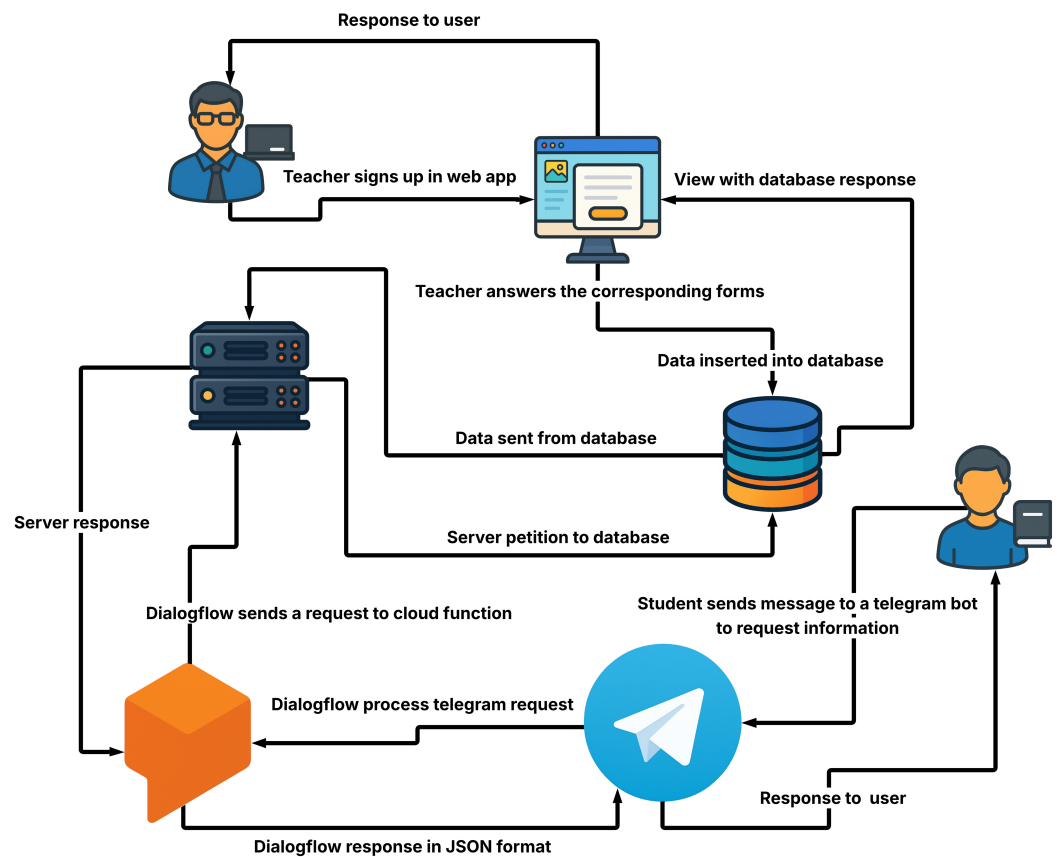 Response to user
Teacher signs up in web app
View with database response
Teacher answers the corresponding forms
Data inserted into database
Data sent from database
Server response
Server petition to database
Dialogflow sends a request to cloud function
Student sends message to a telegram bot
to request information
Dialogflow process telegram request
Response to  user
Dialogflow response in JSON format